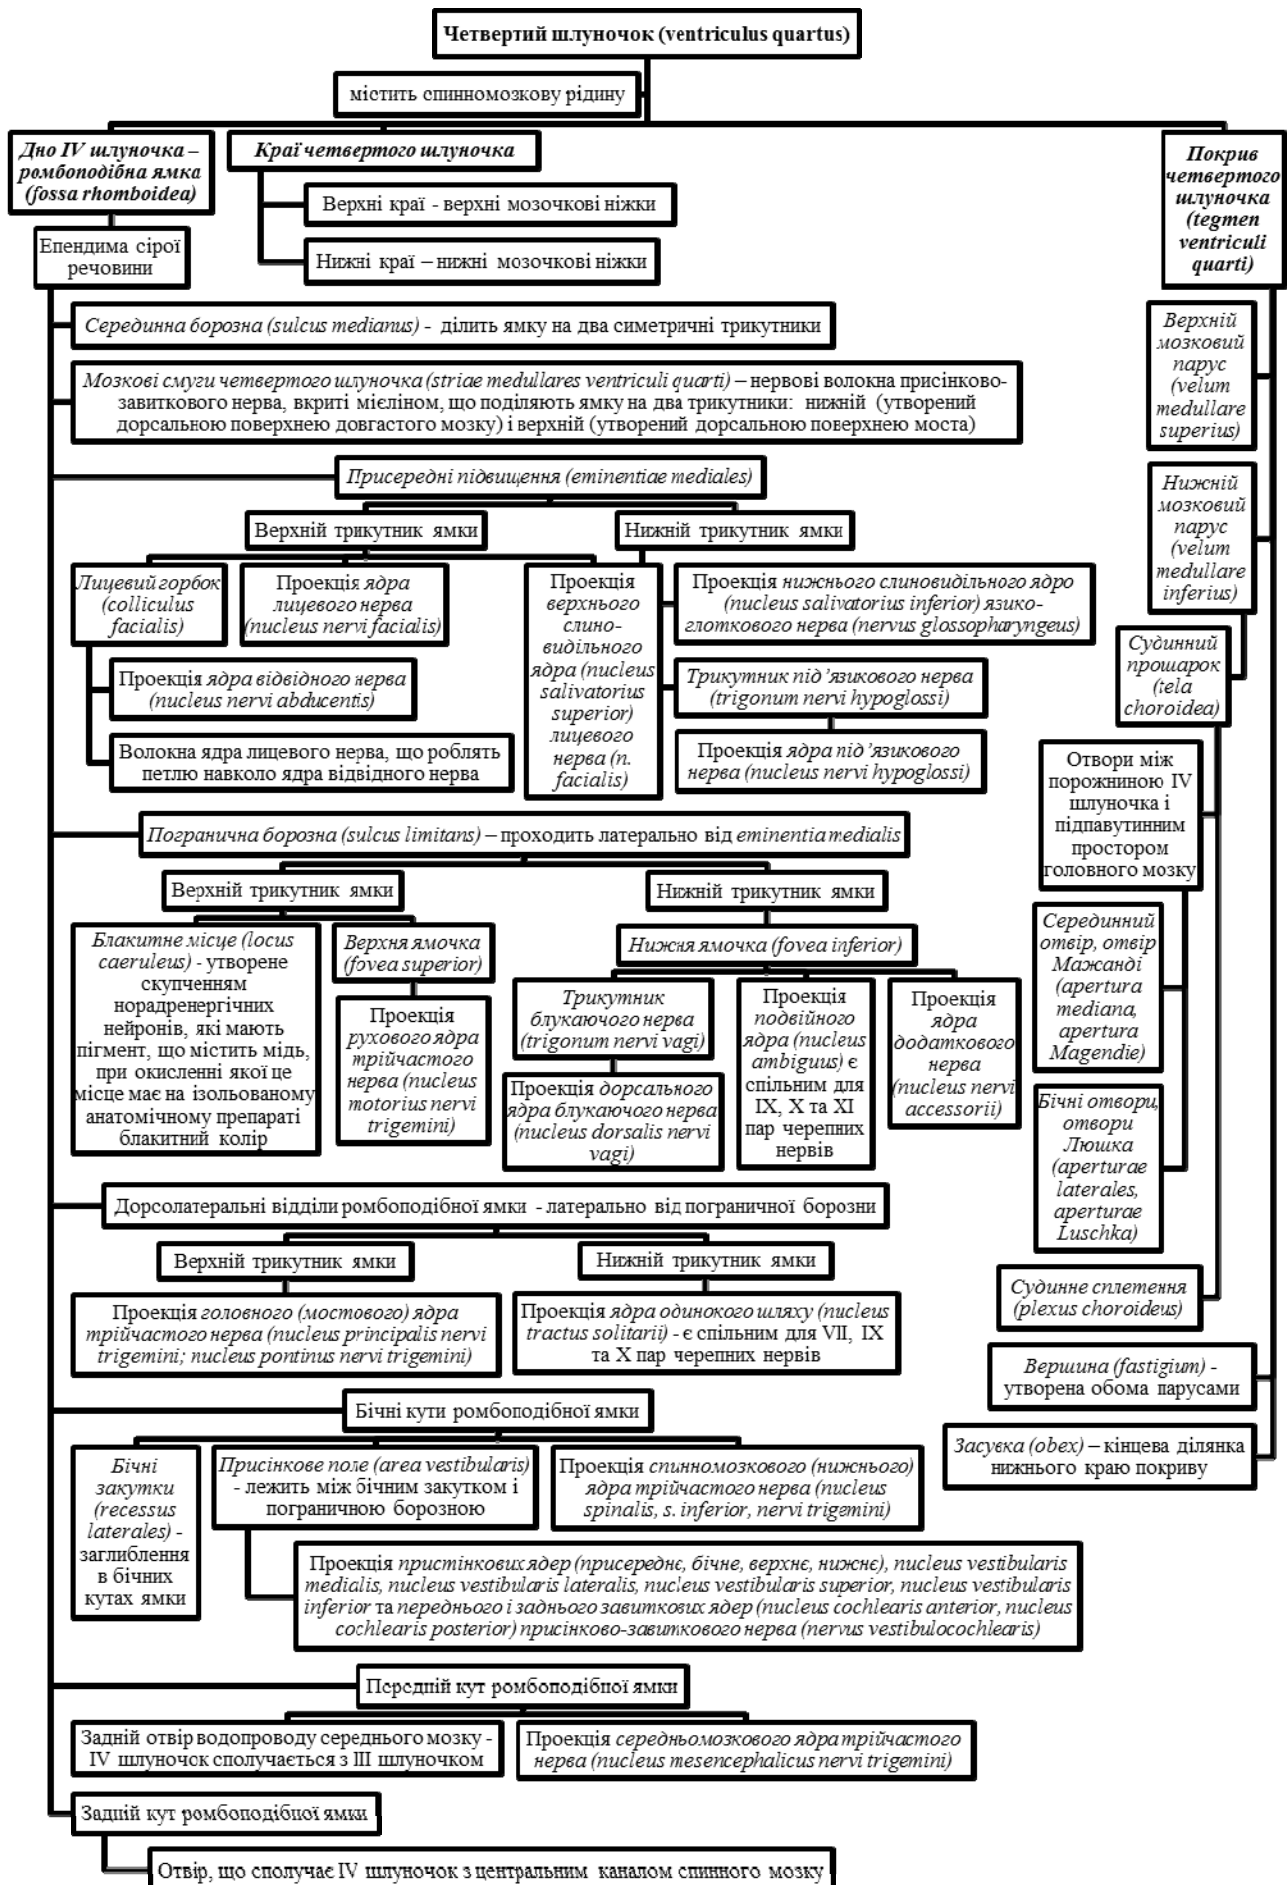 Четвертий шлуночок (ventriculus quartus)
містить спинномозкову рідину
Дно IV шлуночка –
ромбоподібна ямка
(fossa rhomboidea)
Краї четвертого шлуночка
Покрив
четвертого
шлуночка
(tegmen
ventriculi
quarti)
Верхні краї - верхні мозочкові ніжки
Епендима сірої
речовини
Нижні краї – нижні мозочкові ніжки
Серединна борозна (sulcus medianus) - ділить ямку на два симетричні трикутники
Верхній
мозковий
парус
(velum
medullare
superius)
Мозкові смуги четвертого шлуночка (striae medullares ventriculi quarti) – нервові волокна присінково-
завиткового нерва, вкриті мієліном, що поділяють ямку на два трикутники: нижній (утворений
дорсальною поверхнею довгастого мозку) і верхній (утворений дорсальною поверхнею моста)
Присередні підвищення (eminentiae mediales)
Нижній
мозковий
парус
(velum
medullare
inferius)
Верхній трикутник ямки
Нижній трикутник ямки
Лицевий горбок
(colliculus
facialis)
Проекція ядра
лицевого нерва
(nucleus nervi facialis)
Проекція
верхнього
слино-
видільного
ядра (nucleus
salivatorius
superior)
лицевого
нерва (n.
facialis)
Проекція нижнього слиновидільного ядро
(nucleus salivatorius inferior) язико-
глоткового нерва (nervus glossopharyngeus)
Судинний
прошарок
(tela
choroidea)
Проекція ядра відвідного нерва
(nucleus nervi abducentis)
Трикутник під’язикового нерва
(trigonum nervi hypoglossi)
Волокна ядра лицевого нерва, що роблять
петлю навколо ядра відвідного нерва
Проекція ядра під’язикового
нерва (nucleus nervi hypoglossi)
Отвори між
порожниною IV
шлуночка і
підпавутинним
простором
головного мозку
Погранична борозна (sulcus limitans) – проходить латерально від eminentia medialis
Верхній трикутник ямки
Нижній трикутник ямки
Блакитне місце (locus
caeruleus) - утворене
скупченням
норадренергічних
нейронів, які мають
пігмент, що містить мідь,
при окисленні якої це
місце має на ізольованому
анатомічному препараті
блакитний колір
Верхня ямочка
(fovea superior)
Нижня ямочка (fovea inferior)
Серединний
отвір, отвір
Мажанді
(apertura
mediana,
apertura
Magendie)
Проекція
рухового ядра
трійчастого
нерва (nucleus
motorius nervi
trigemini)
Трикутник
блукаючого нерва
(trigonum nervi vagi)
Проекція
подвійного
ядра (nucleus
ambiguus) є
спільним для
IX, X та XI
пар черепних
нервів
Проекція
ядра
додаткового
нерва
(nucleus nervi
accessorii)
Проекція дорсального
ядра блукаючого нерва
(nucleus dorsalis nervi
vagi)
Бічні отвори,
отвори
Люшка
(aperturae
laterales,
aperturae
Luschka)
Дорсолатеральні відділи ромбоподібної ямки - латерально від пограничної борозни
Верхній трикутник ямки
Нижній трикутник ямки
Проекція головного (мостового) ядра
трійчастого нерва (nucleus principalis nervi
trigemini; nucleus pontinus nervi trigemini)
Проекція ядра одинокого шляху (nucleus
tractus solitarii) - є спільним для VII, IX
та X пар черепних нервів
Судинне сплетення
(plexus choroideus)
Вершина (fastigium) -
утворена обома парусами
Бічні кути ромбоподібної ямки
Засувка (obex) – кінцева ділянка
нижнього краю покриву
Бічні
закутки
(recessus
laterales) -
заглиблення
в бічних
кутах ямки
Присінкове поле (area vestibularis)
- лежить між бічним закутком і
пограничною борозною
Проекція спинномозкового (нижнього)
ядра трійчастого нерва (nucleus
spinalis, s. inferior, nervi trigemini)
Проекція пристінкових ядер (присереднє, бічне, верхнє, нижнє), nucleus vestibularis
medialis, nucleus vestibularis lateralis, nucleus vestibularis superior, nucleus vestibularis
inferior та переднього і заднього завиткових ядер (nucleus cochlearis anterior, nucleus
cochlearis posterior) присінково-завиткового нерва (nervus vestibulocochlearis)
Передній кут ромбоподібної ямки
Задній отвір водопроводу середнього мозку -
IV шлуночок сполучається з III шлуночком
Проекція середньомозкового ядра трійчастого
нерва (nucleus mesencephalicus nervi trigemini)
Задній кут ромбоподібної ямки
Отвір, що сполучає IV шлуночок з центральним каналом спинного мозку